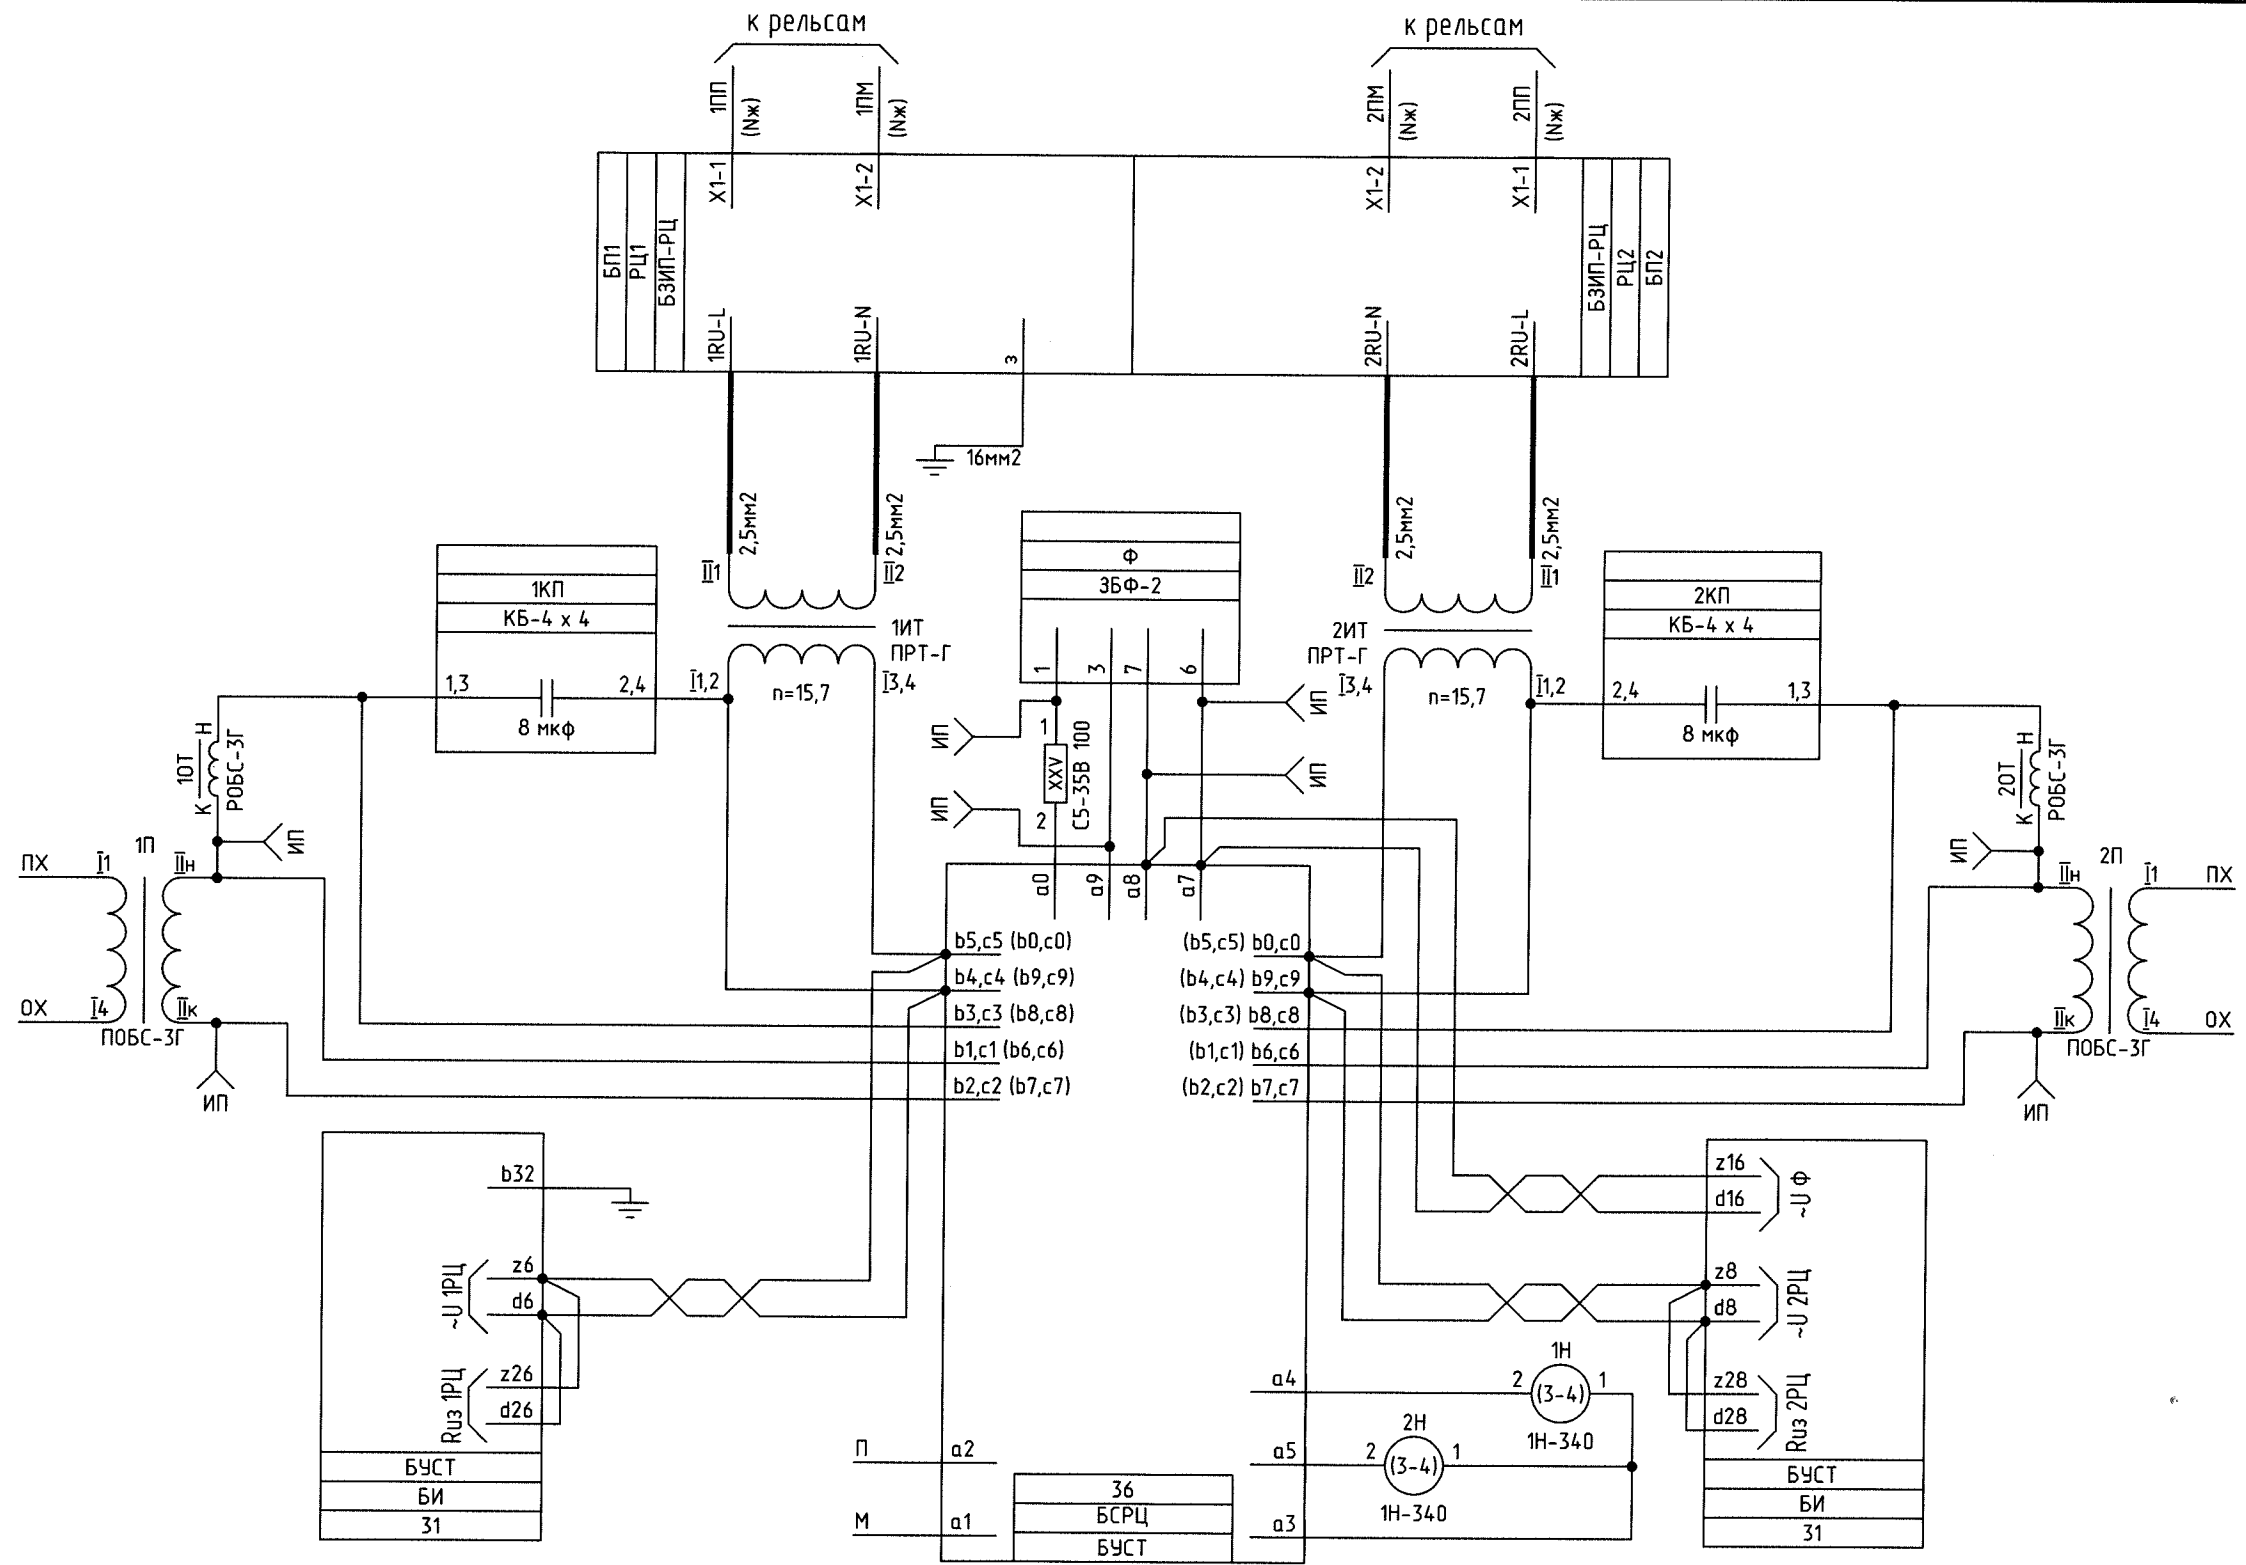 к рельсам
к рельсам
1ПП
(Nж)
1ПМ
(Nж)
2ПМ
(Nж)
2ПП
(Nж)
БП1
РЦ1
БЗИП-РЦ
X1-1
X1-2
X1-2
X1-1
БЗИП-РЦ
РЦ2
БП2
1RU-L
1RU-N
з
2RU-N
2RU-L
16мм2
2,5мм2
2,5мм2
2,5мм2
2,5мм2
II1
II2
II2
II1
1КП
КБ-4 х 4
1,3
2,4
8 мкф
1ИТ
ПРТ-Г
I1,2
n=15,7
I3,4
Ф
ЗБФ-2
1
3
7
6
2ИТ
ПРТ-Г
I3,4
n=15,7
I1,2
2КП
КБ-4 х 4
2,4
1,3
8 мкф
ИП
ИП
ИП
ИП
1
XXV
С5-35В 100
2
Н
1ОТ
К
РОБС-3Г
ИП
Н
2ОТ
К
РОБС-3Г
ИП
ПХ
I1
1П
IIн
ОХ
I4
IIк
ПОБС-3Г
ИП
2П
IIн
I1
ПХ
IIк
I4
ОХ
ПОБС-3Г
ИП
a0
a9
a8
a7
b5,c5 (b0,c0)
(b5,c5) b0,c0
b4,c4 (b9,c9)
(b4,c4) b9,c9
b3,c3 (b8,c8)
(b3,c3) b8,c8
b1,c1 (b6,c6)
(b1,c1) b6,c6
b2,c2 (b7,c7)
(b2,c2) b7,c7
b32
z6
d6
~U 1РЦ
z26
d26
Rиз 1РЦ
БУСТ
БИ
31
z16
d16
~U Ф
z8
d8
~U 2РЦ
z28
d28
Rиз 2РЦ
БУСТ
БИ
31
a4
2
1Н
(3-4)
1
1Н-340
a5
2
2Н
(3-4)
1
1Н-340
a3
П
a2
М
a1
36
БСРЦ
БУСТ